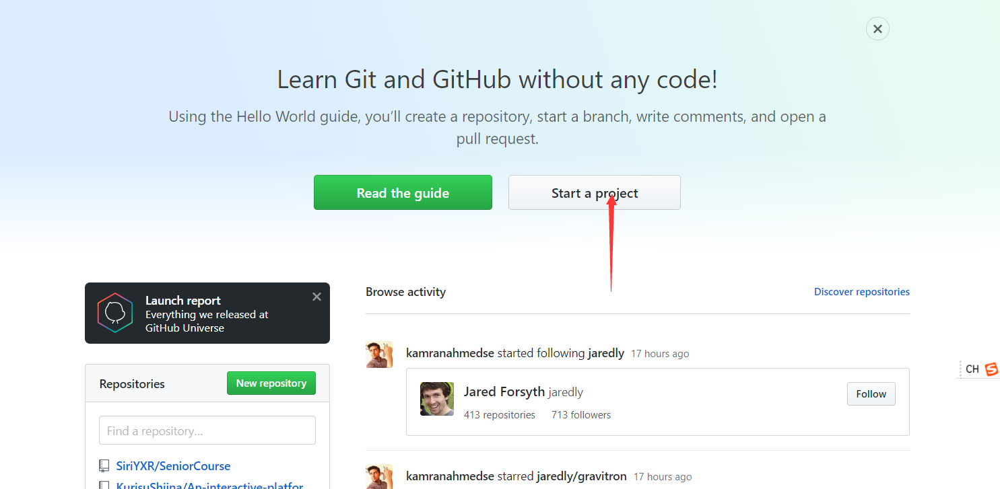 Learn Git and GitHub without any code!
Using the Hello World guide, you’ll create a repository, start a branch, write comments, and open a
pull request.
Read the guide
Start a project
Launch report
Everything we released at
GitHub Universe
Repositories
New repository
Find a repository...
SiriYXR/SeniorCourse
KurisuShiina/An-interactive-platfor
Browse activity
Discover repositories
kamranahmedse started following jaredly 17 hours ago
Jared Forsyth jaredly
Follow
413 repositories 713 followers
kamranahmedse starred jaredly/gravitron 17 hours ago
CH